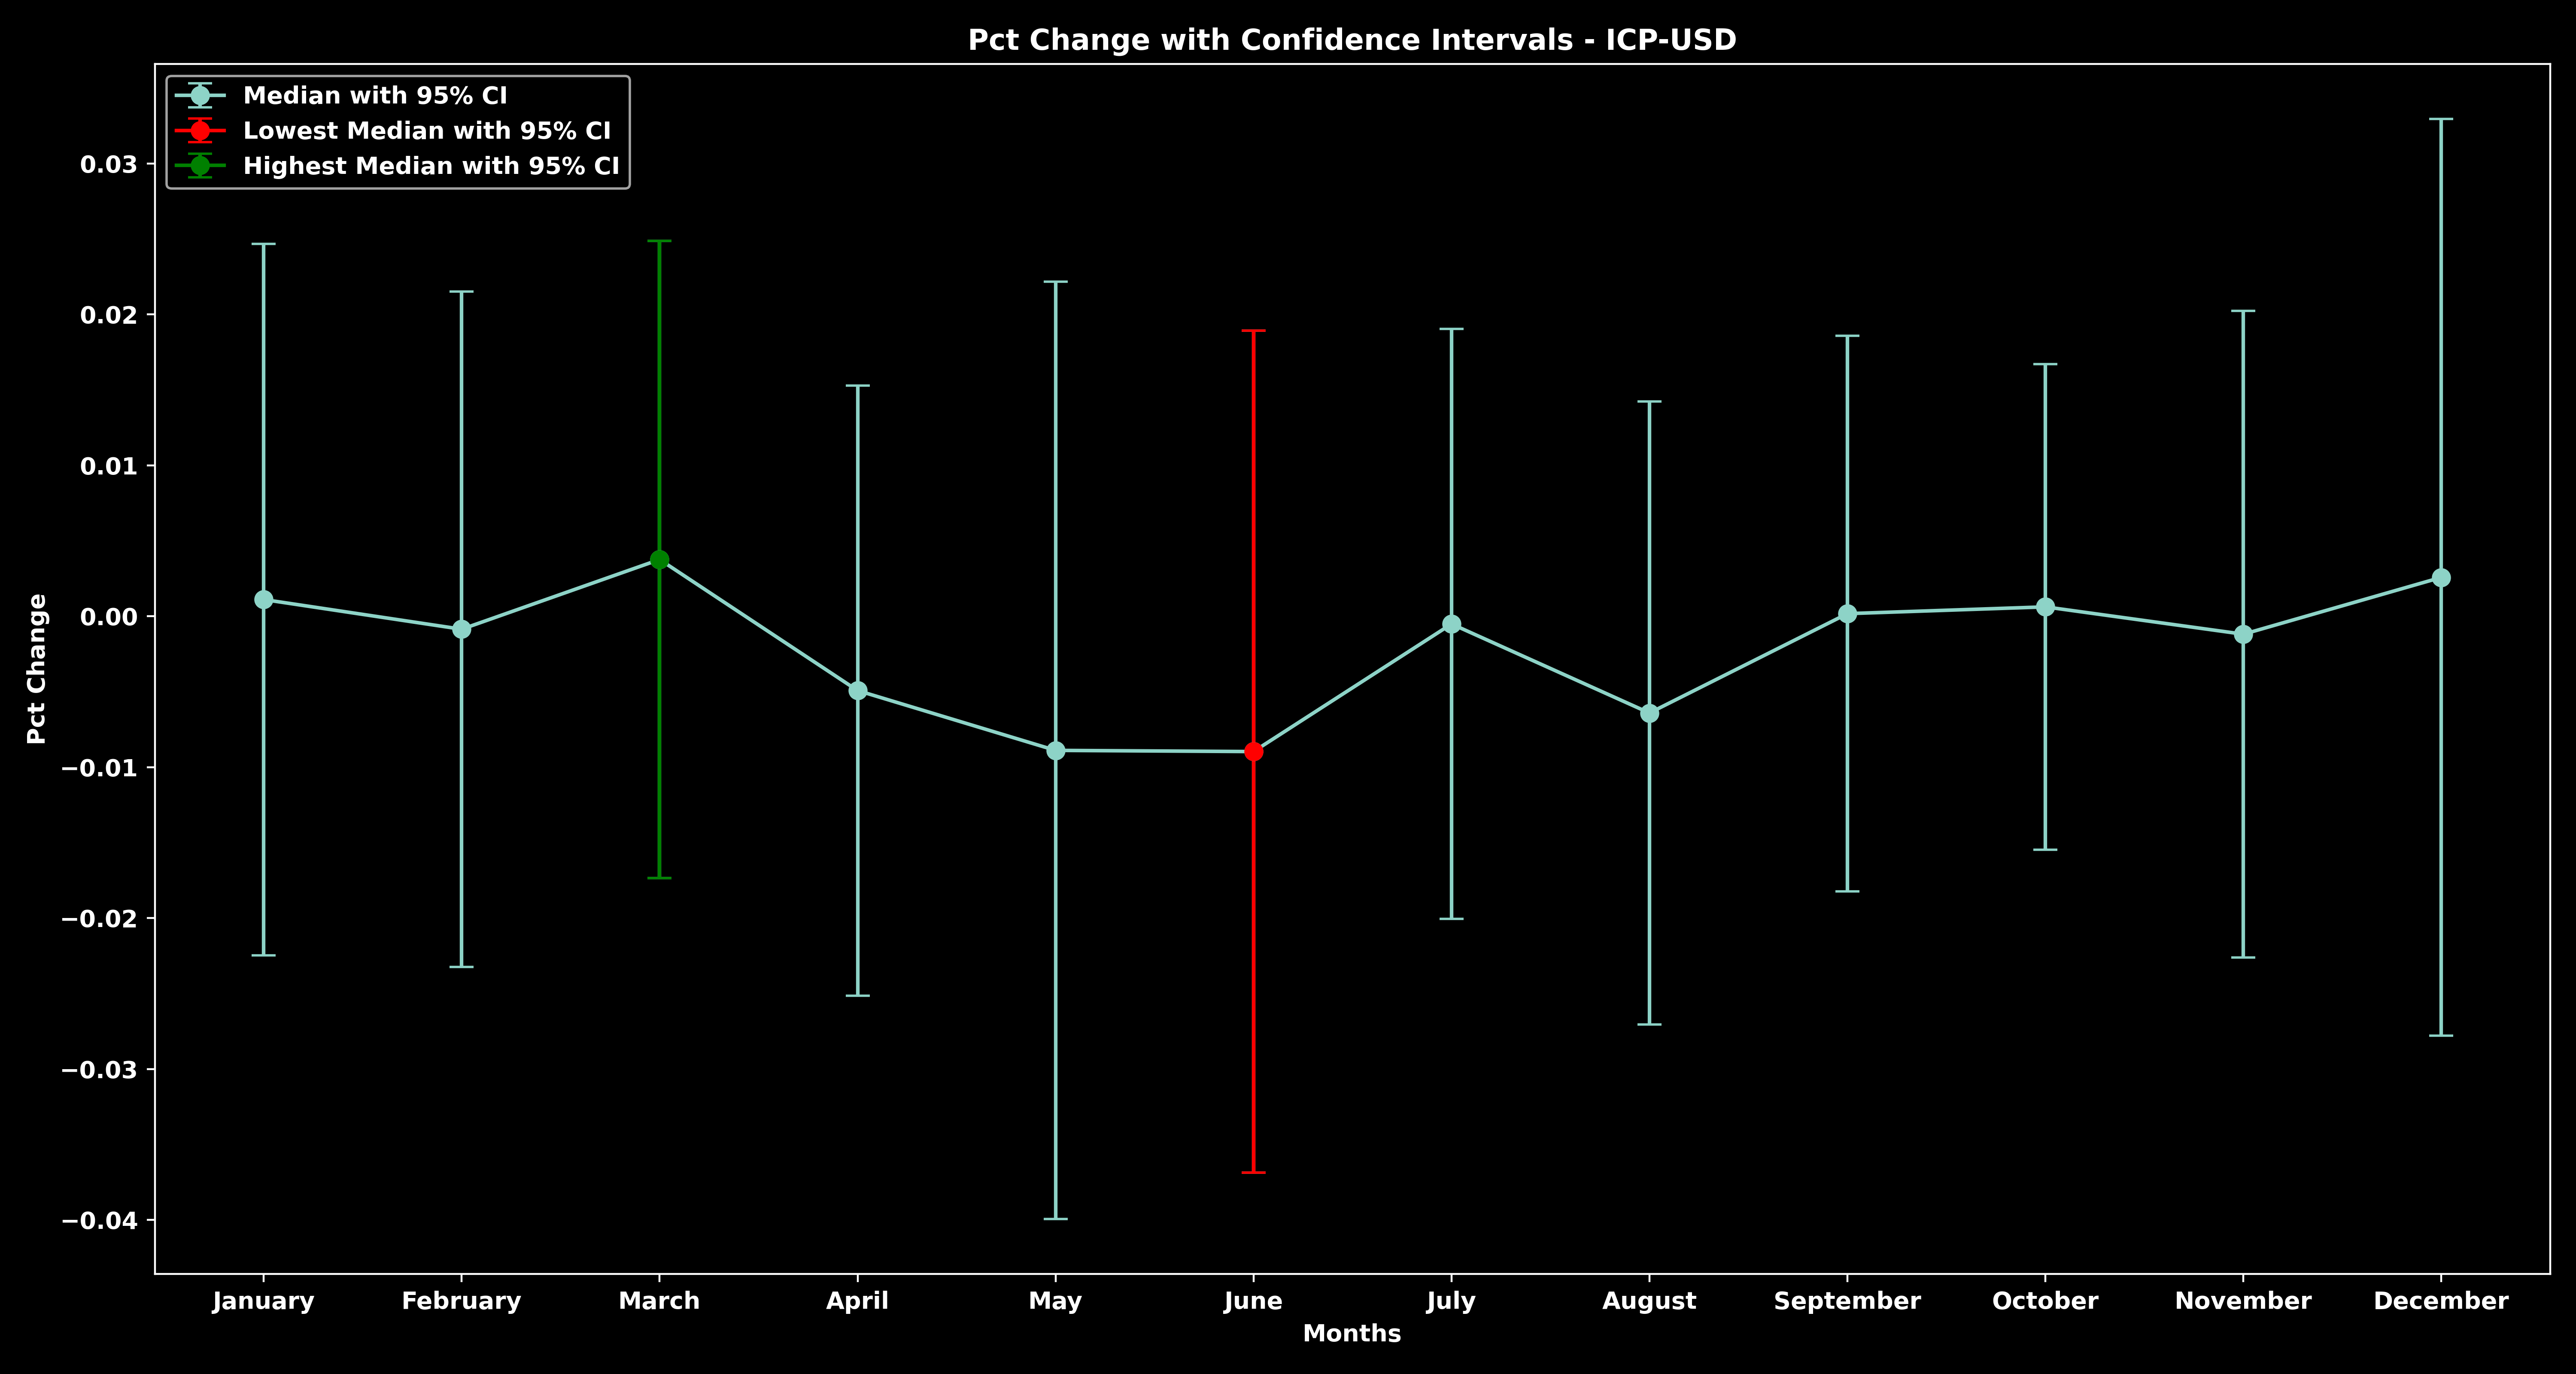 Pct Change with Confidence Intervals - ICP-USD
Median with 95% CI
Lowest Median with 95% CI
Highest Median with 95% CI
0.03
0.02
0.01
0.00
−0.01
−0.02
−0.03
−0.04
Pct Change
January February March April May June July August September October November December
Months